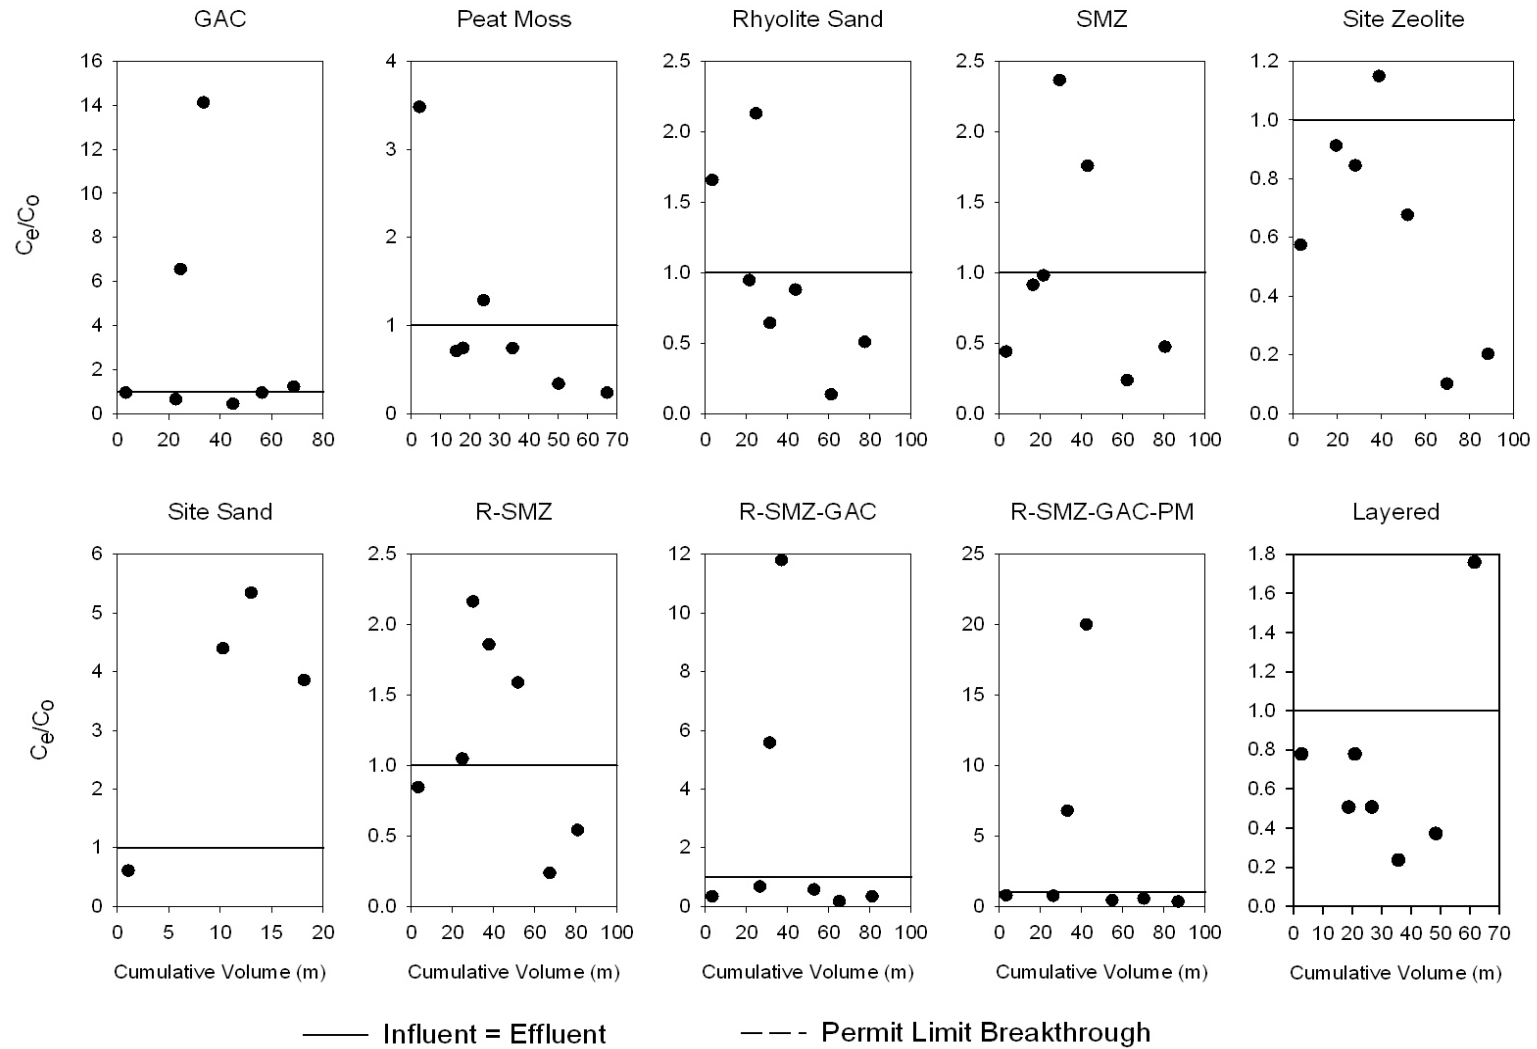 GAC Peat Moss Rhyolite Sand SMZ Site Zeolite
16 4 2.5 2.5 1.2
14
12 3 2.0 2.0 1.0
10 0.8
8 2 1.5 1.5
Ce/Co
6 1.0 1.0 0.6
4 1 0.4
2 0.5 0.5 0.2
0 0 0.0 0.0 0.0
0 20 40 60 80 0 10 20 30 40 50 60 70 0 20 40 60 80 100 0 20 40 60 80 100 0 20 40 60 80 100
Site Sand R-SMZ R-SMZ-GAC R-SMZ-GAC-PM Layered
6 2.5 12 25 1.8
1.6
5 2.0 10 20 1.4
4 8 1.2
1.5 15
3 6 1.0
Ce/Co
1.0 10 0.8
2 4 0.6
1 0.5 2 5 0.4
0.2
0 0.0 0 0 0.0
0 5 10 15 20 0 20 40 60 80 100 0 20 40 60 80 100 0 20 40 60 80 100 0 10 20 30 40 50 60 70
Cumulative Volume (m) Cumulative Volume (m) Cumulative Volume (m) Cumulative Volume (m) Cumulative Volume (m)
Influent = Effluent Permit Limit Breakthrough